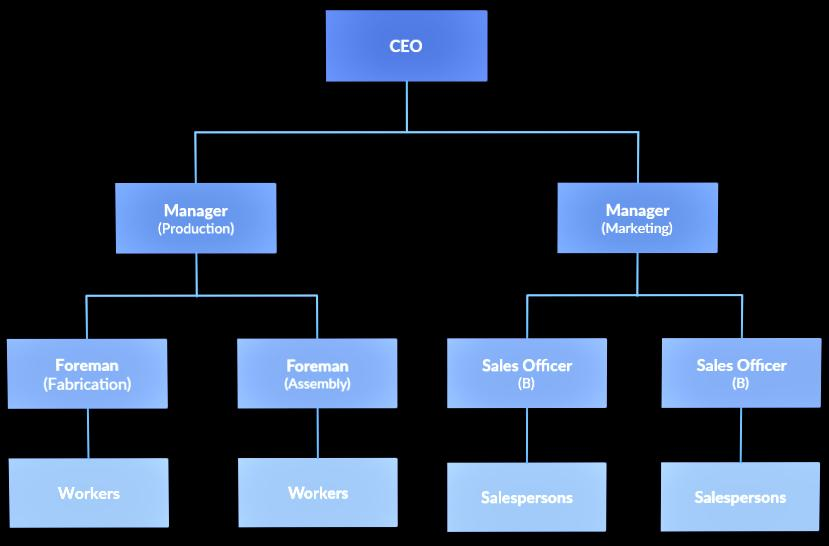 CEO
Manager
(Production)
Manager
(Marketing)
Foreman
(Fabrication)
Foreman
(Assembly)
Sales Officer
(B)
Sales Officer
(B)
Workers
Workers
Salespersons
Salespersons